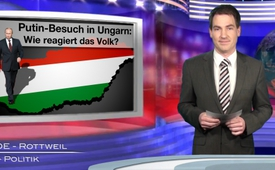 Putin-Besuch in Ungarn:
Wie reagiert das Volk?
DE - Rottweil
- Politik